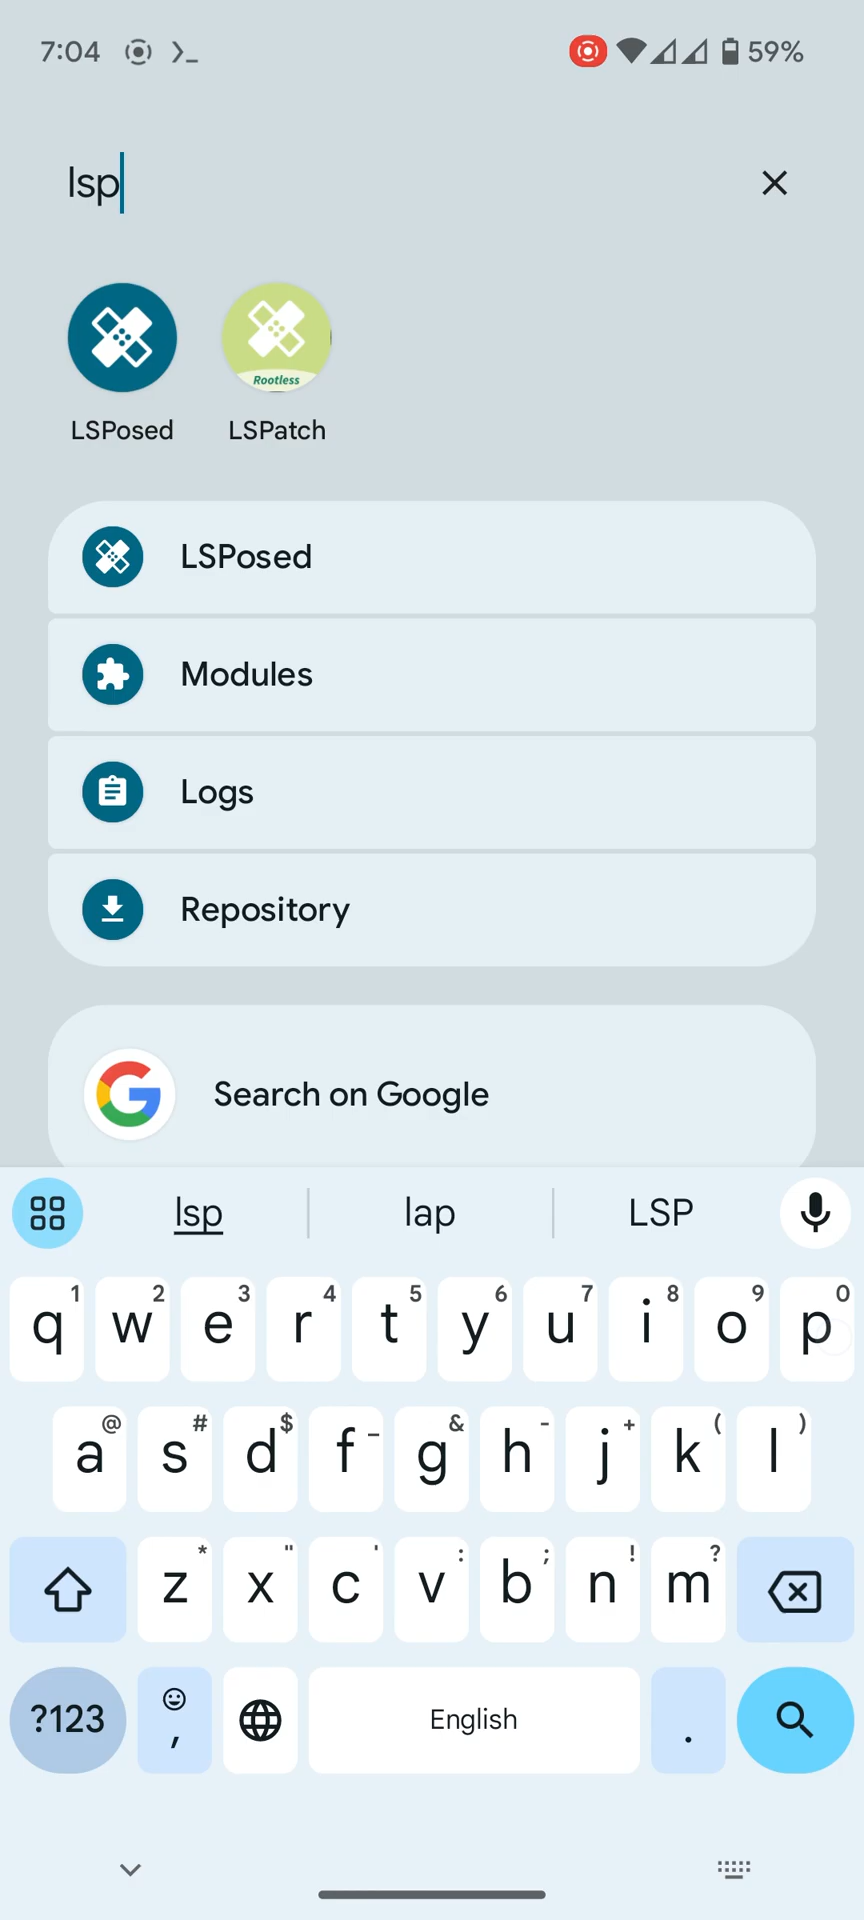 7:04 59%
lsp
Rootless
LSPosed LSPatch
LSPosed
Modules
Logs
Repository
Search on Google
lsp lap LSP
q 1 w 2 e 3 r 4 t 5 y 6 u 7 i 8 o 9 p 0
a @ s # d $ f _ g & h - j + k ( l )
z * x " c ' v : b ; n ! m ?
?123 , English .